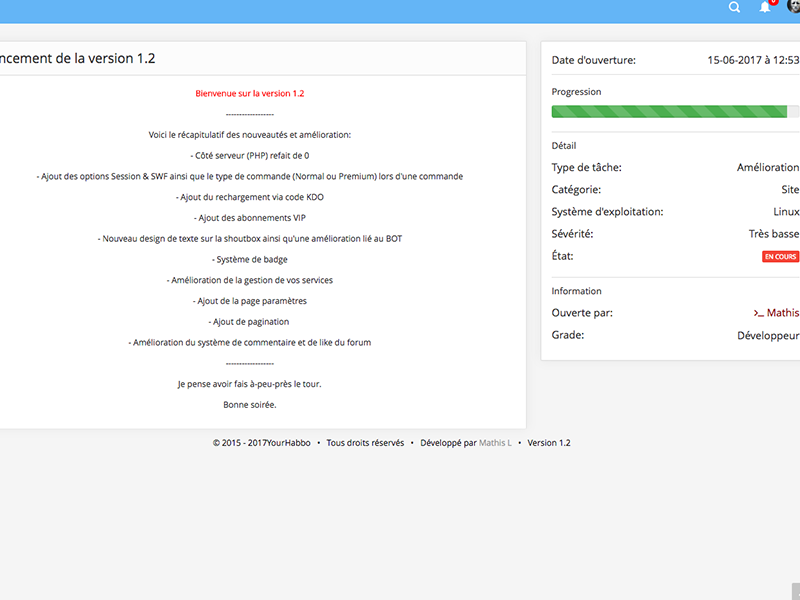 ncement de la version 1.2
Bienvenue sur la version 1.2
-----------------
Voici le récapitulatif des nouveautés et amélioration:
- Côté serveur (PHP) refait de 0
- Ajout des options Session & SWF ainsi que le type de commande (Normal ou Premium) lors d'une commande
- Ajout du rechargement via code KDO
- Ajout des abonnements VIP
- Nouveau design de texte sur la shoutbox ainsi qu'une amélioration lié au BOT
- Système de badge
- Amélioration de la gestion de vos services
- Ajout de la page paramètres
- Ajout de pagination
- Amélioration du système de commentaire et de like du forum
-----------------
Je pense avoir fais à-peu-près le tour.
Bonne soirée.
Date d'ouverture: 15-06-2017 à 12:53
Progression
Détail
Type de tâche: Amélioration
Catégorie: Site
Système d'exploitation: Linux
Sévérité: Très basse
État: EN COURS
Information
Ouverte par: >_ Mathis
Grade: Développeur
© 2015 - 2017YourHabbo • Tous droits réservés • Développé par Mathis L • Version 1.2